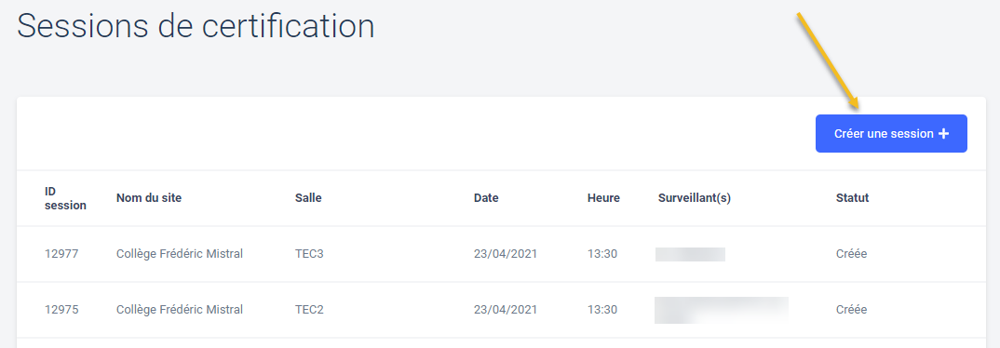 Sessions de certification
Créer une session +
ID session Nom du site Salle Date Heure Surveillant(s) Statut
12977 Collège Frédéric Mistral TEC3 23/04/2021 13:30 Créée
12975 Collège Frédéric Mistral TEC2 23/04/2021 13:30 Créée